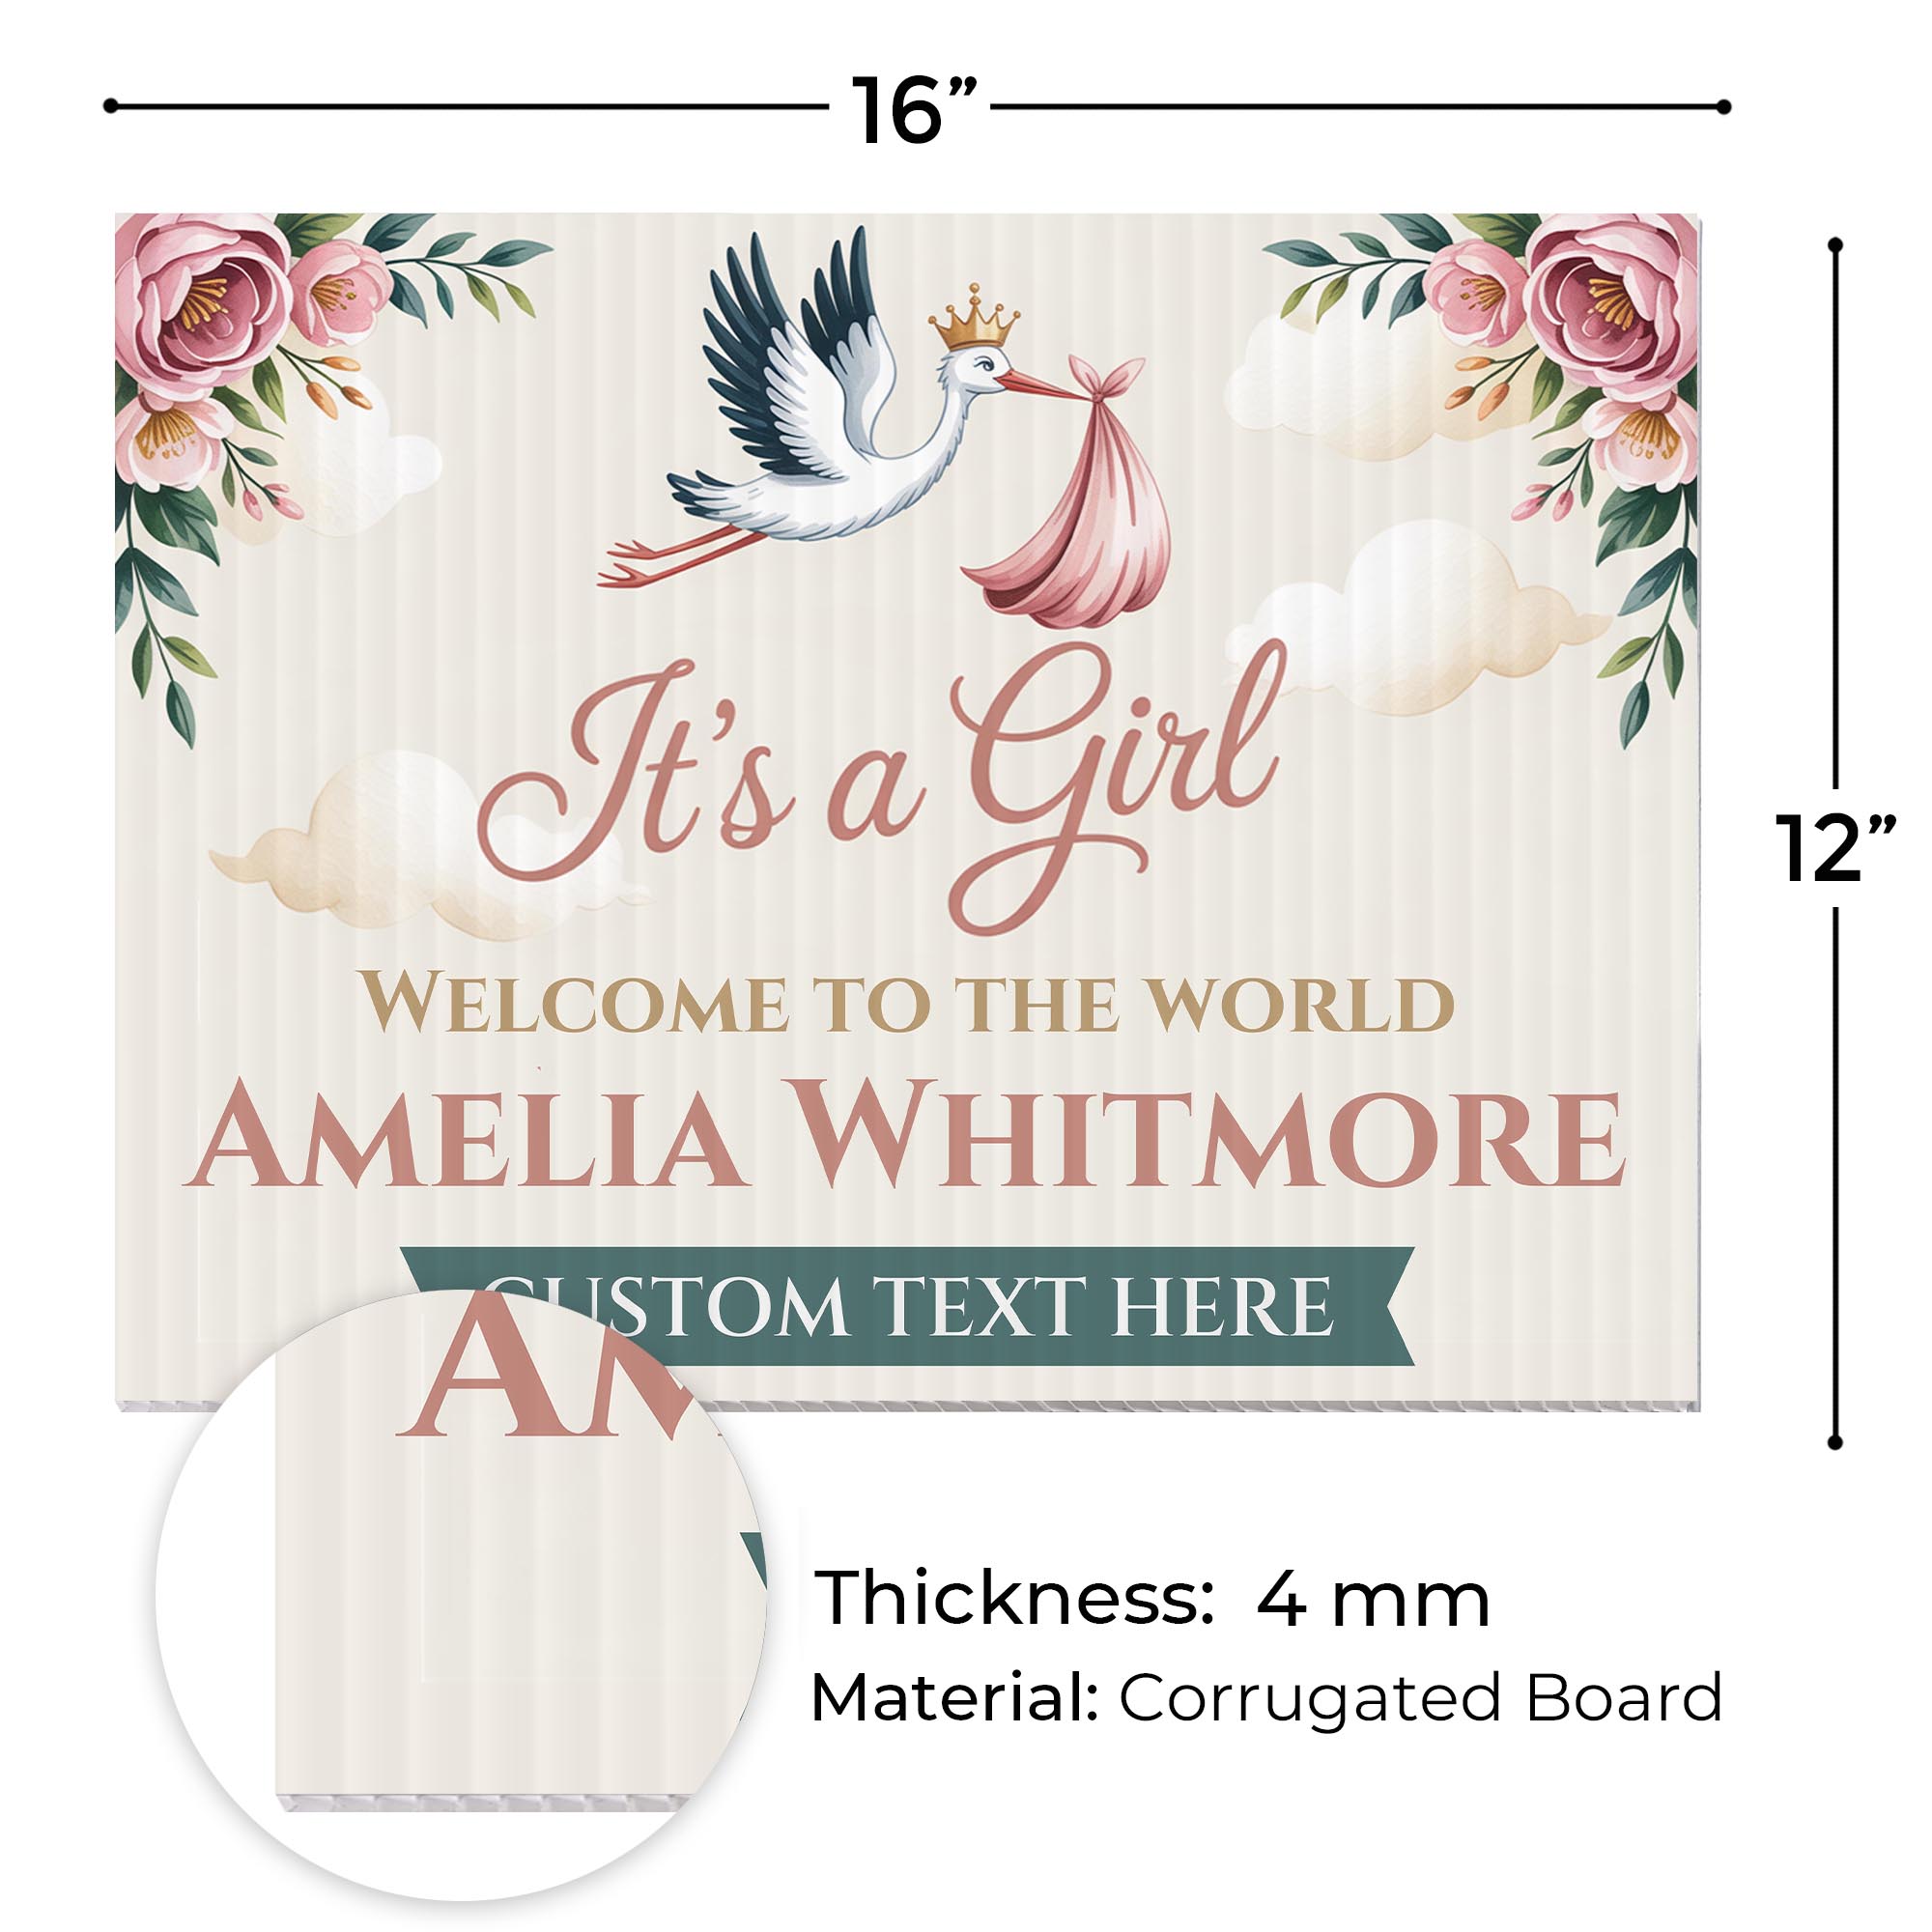 16”
It’s a Girl
Welcome to the world
Amelia Whitmore
12”
CUSTOM TEXT HERE
AM
Thickness: 4 mm
Material: Corrugated Board